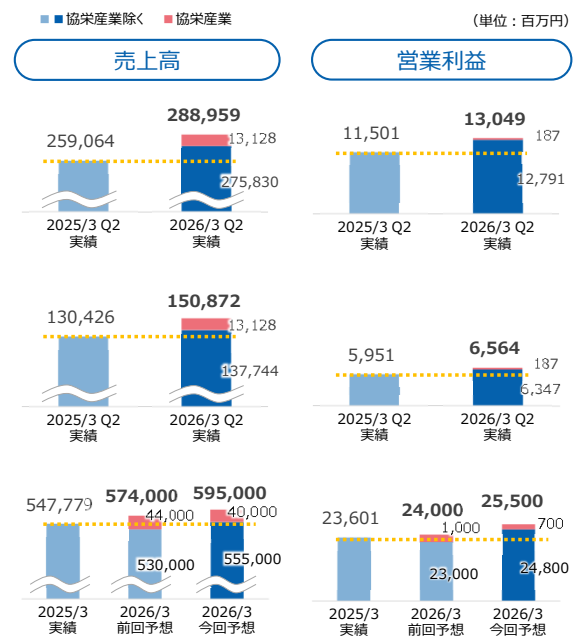 協栄産業除く 協栄産業
（単位：百万円）
売上高
営業利益
288,959
259,064
13,128
275,830
2025/3 Q2
実績
2026/3 Q2
実績
13,049
11,501
187
12,791
2025/3 Q2
実績
2026/3 Q2
実績
150,872
130,426
13,128
137,744
2025/3 Q2
実績
2026/3 Q2
実績
6,564
5,951
187
6,347
2025/3 Q2
実績
2026/3 Q2
実績
547,779
574,000
595,000
44,000
40,000
530,000
555,000
2025/3
実績
2026/3
前回予想
2026/3
今回予想
23,601
24,000
25,500
1,000
700
23,000
24,800
2025/3
実績
2026/3
前回予想
2026/3
今回予想